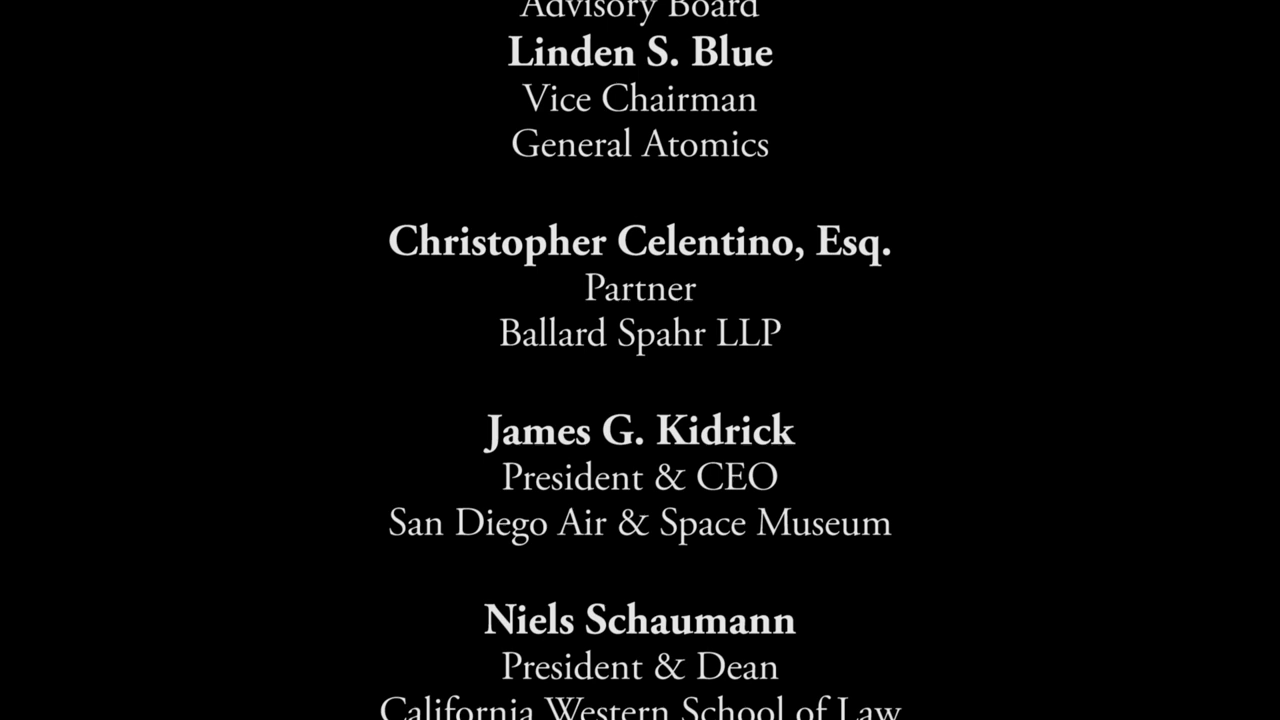 Advisory Board
Linden S. Blue
Vice Chairman
General Atomics
Christopher Celentino, Esq.
Partner
Ballard Spahr LLP
James G. Kidrick
President & CEO
San Diego Air & Space Museum
Niels Schaumann
President & Dean
California Western School of Law